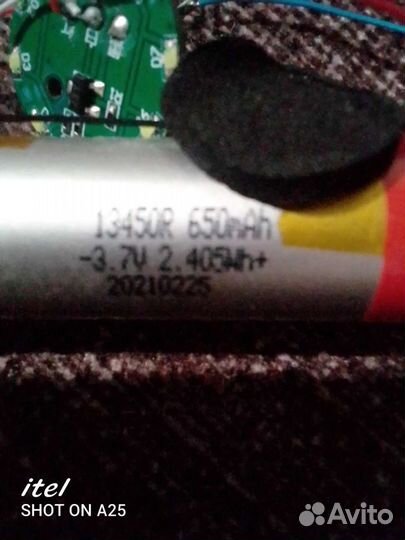 13450R 650mAh
-3.7V 2.405Wh+
20210225
itel
SHOT ON A25
Avito